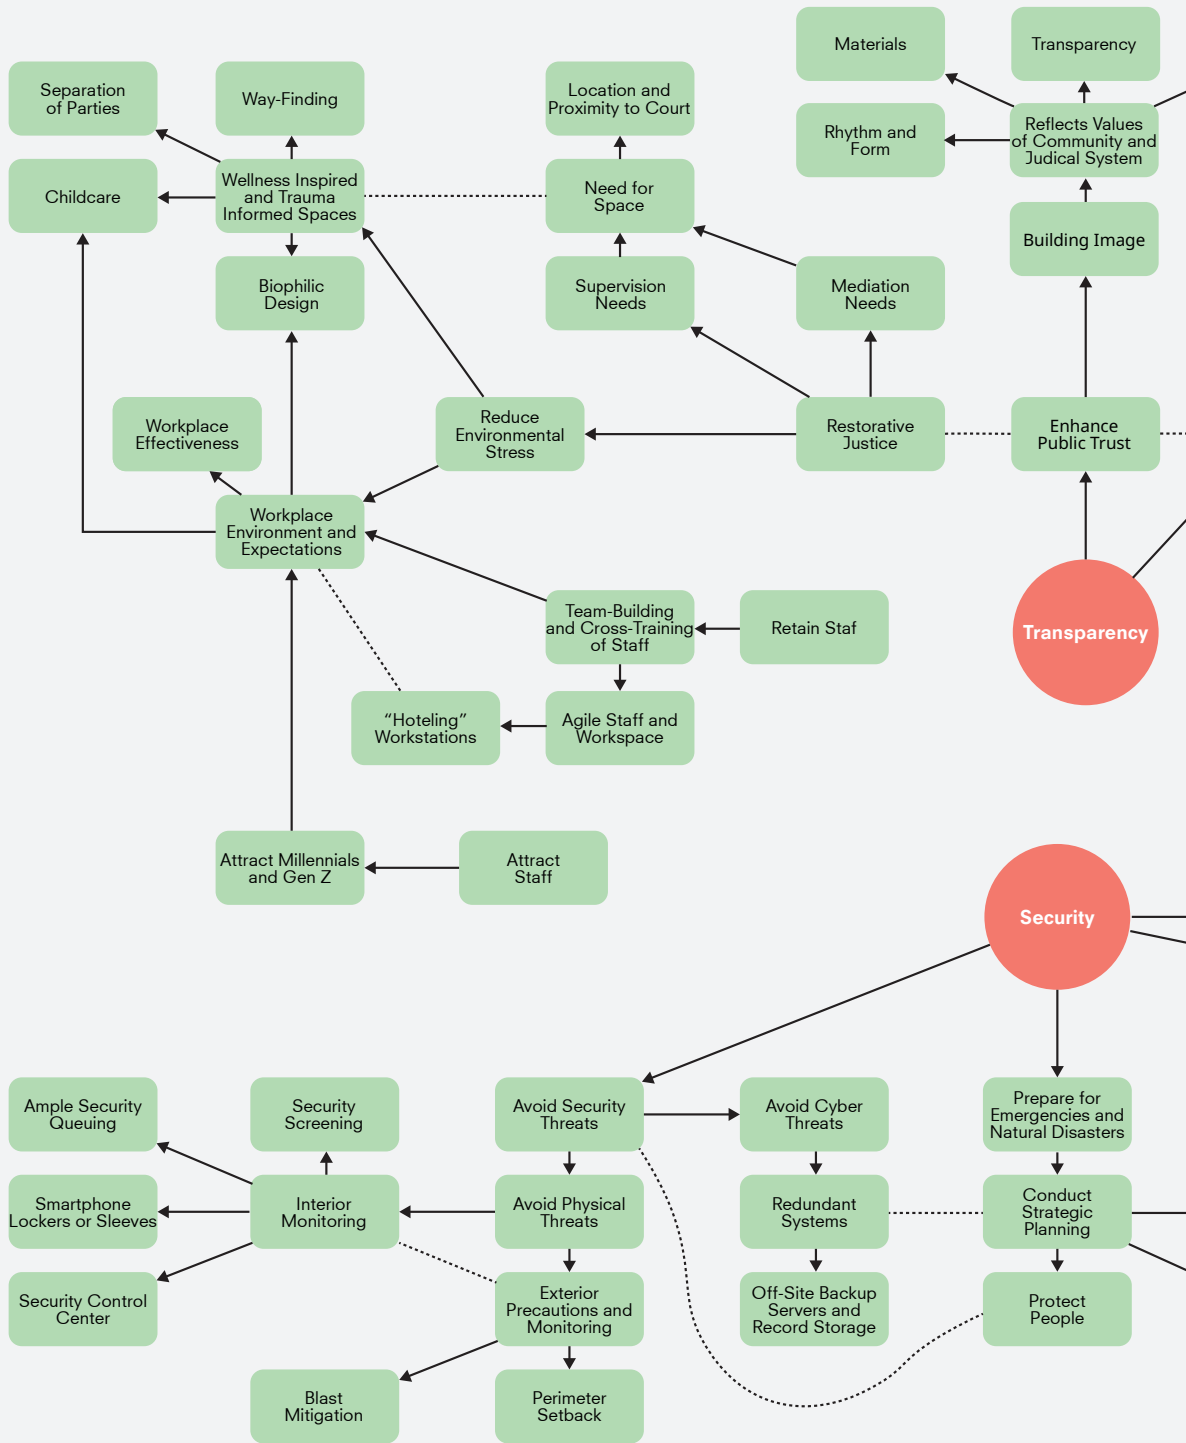 Materials
Transparency
Separation
of Parties
Way-Finding
Location and
Proximity to Court
Rhythm and
Form
Reflects Values
of Community and
Judical System
Childcare
Wellness Inspired
and Trauma
Informed Spaces
Need for
Space
Building Image
Biophilic
Design
Supervision
Needs
Mediation
Needs
Workplace
Effectiveness
Reduce
Environmental
Stress
Restorative
Justice
Enhance
Public Trust
Workplace
Environment and
Expectations
Team-Building
and Cross-Training
of Staff
Retain Staf
Transparency
“Hoteling”
Workstations
Agile Staff and
Workspace
Attract Millennials
and Gen Z
Attract
Staff
Security
Ample Security
Queuing
Security
Screening
Avoid Security
Threats
Avoid Cyber
Threats
Prepare for
Emergencies and
Natural Disasters
Smartphone
Lockers or Sleeves
Interior
Monitoring
Avoid Physical
Threats
Redundant
Systems
Conduct
Strategic
Planning
Security Control
Center
Exterior
Precautions and
Monitoring
Off-Site Backup
Servers and
Record Storage
Protect
People
Blast
Mitigation
Perimeter
Setback